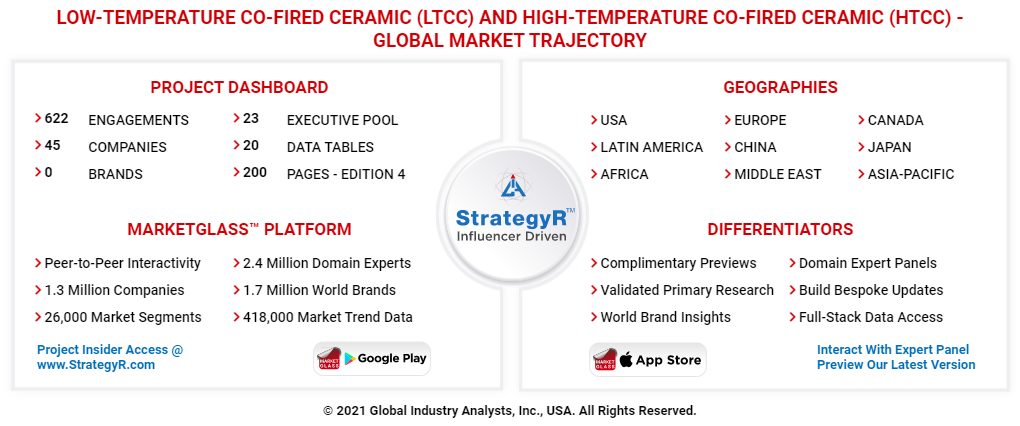 LOW-TEMPERATURE CO-FIRED CERAMIC (LTCC) AND HIGH-TEMPERATURE CO-FIRED CERAMIC (HTCC) -
GLOBAL MARKET TRAJECTORY
PROJECT DASHBOARD
622 ENGAGEMENTS
23 EXECUTIVE POOL
45 COMPANIES
20 DATA TABLES
0 BRANDS
200 PAGES - EDITION 4
GEOGRAPHIES
USA
EUROPE
CANADA
LATIN AMERICA
CHINA
JAPAN
AFRICA
MIDDLE EAST
ASIA-PACIFIC
StrategyR™
Influencer Driven
MARKETGLASS™ PLATFORM
Peer-to-Peer Interactivity
2.4 Million Domain Experts
1.3 Million Companies
1.7 Million World Brands
26,000 Market Segments
418,000 Market Trend Data
Project Insider Access @
www.StrategyR.com
MARKET
GLASS
Google Play
DIFFERENTIATORS
Complimentary Previews
Domain Expert Panels
Validated Primary Research
Build Bespoke Updates
World Brand Insights
Full-Stack Data Access
MARKET
GLASS
App Store
Interact With Expert Panel
Preview Our Latest Version
© 2021 Global Industry Analysts, Inc., USA. All Rights Reserved.